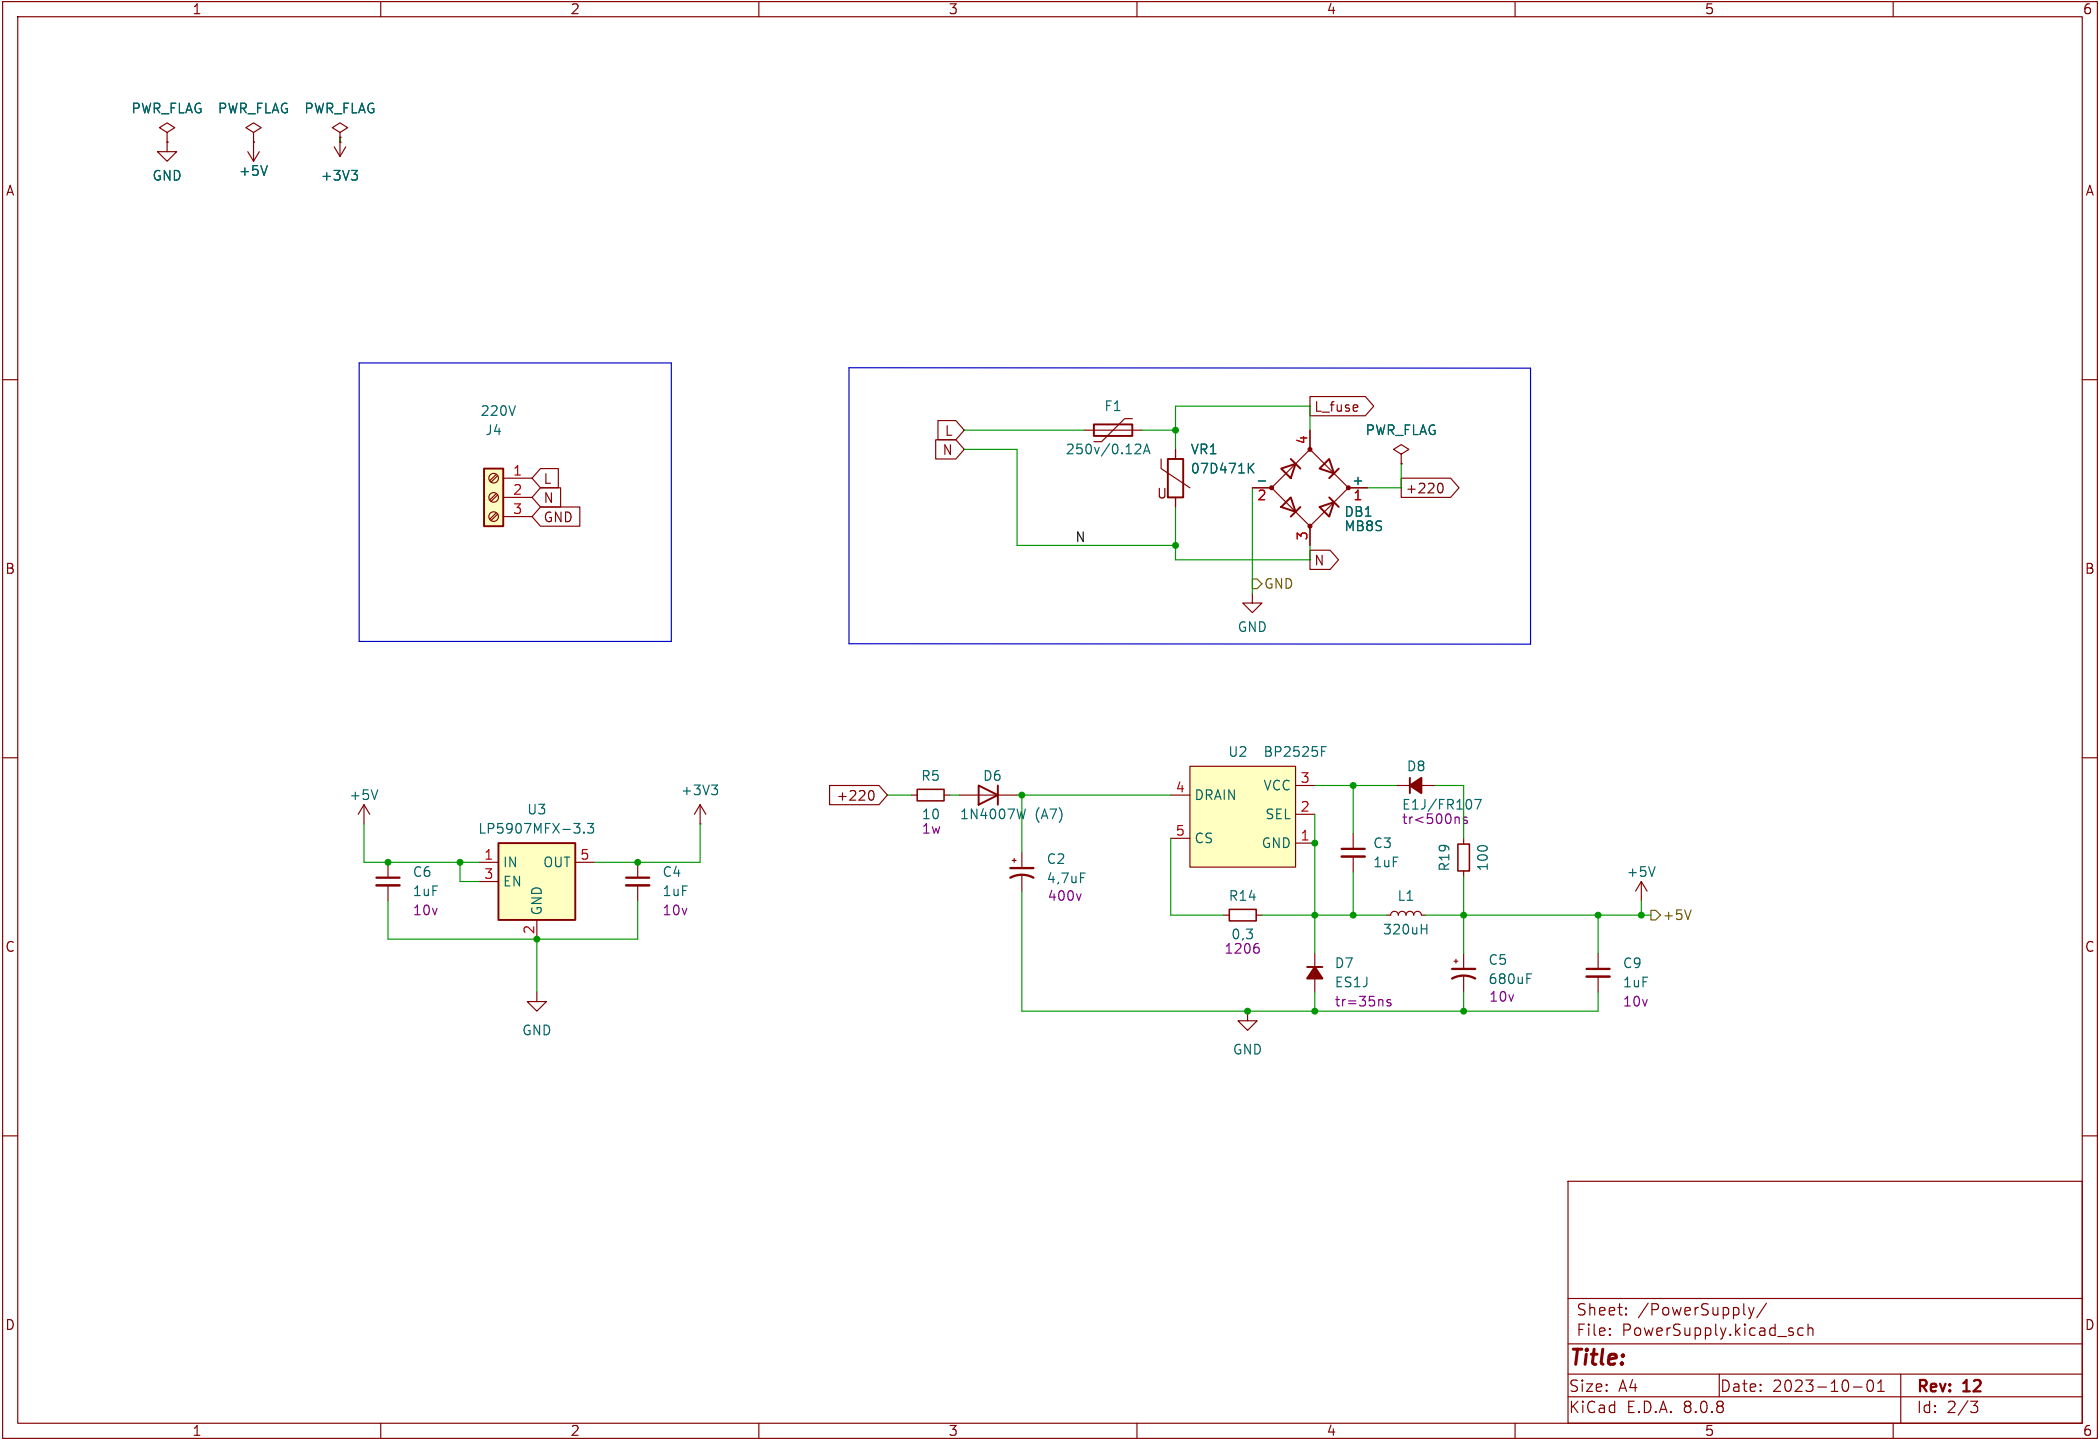 1 2 3 4 5 6
PWR_FLAG PWR_FLAG PWR_FLAG
GND +5V +3V3
A A
220V
J4
1 L
2 N
3 GND
F1
L_fuse
L
N
250v/0.12A
PWR_FLAG
VR1
07D471K
U
4
- 2
+ 1
+220
DB1
MB8S
3
N
N
GND
GND
B B
+5V
+3V3
U3
LP5907MFX-3.3
1 IN OUT 5
3 EN
GND
2
C6
1uF
10v
C4
1uF
10v
GND
U2 BP2525F
+220
R5
10
1w
D6
1N4007W (A7)
4 DRAIN
5 CS
VCC 3
SEL 2
GND 1
D8
E1J/FR107
tr<500ns
+
C2
4,7uF
400v
C3
1uF
R19
100
R14
0,3
1206
L1
320uH
+5V
+5V
D7
ES1J
tr=35ns
+
C5
680uF
10v
C9
1uF
10v
GND
C C
D D
Sheet: /PowerSupply/
File: PowerSupply.kicad_sch
Title:
Size: A4 Date: 2023-10-01 Rev: 12
KiCad E.D.A. 8.0.8 Id: 2/3
1 2 3 4 5 6